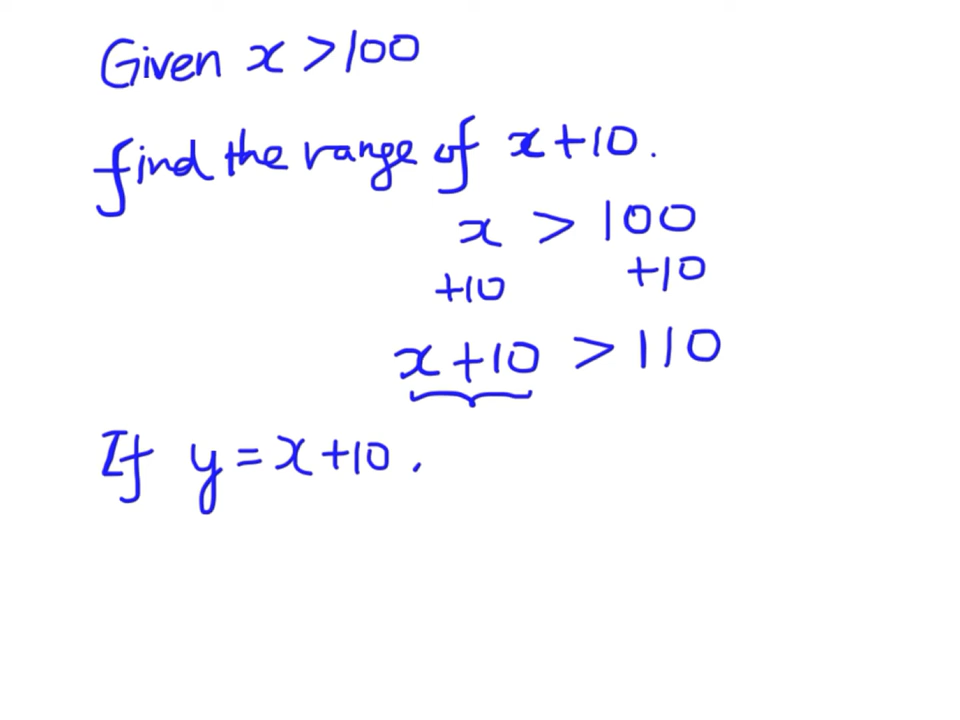 Given x > 100
find the range of x + 10.
x > 100
+10 +10
x + 10 > 110
If y = x + 10,